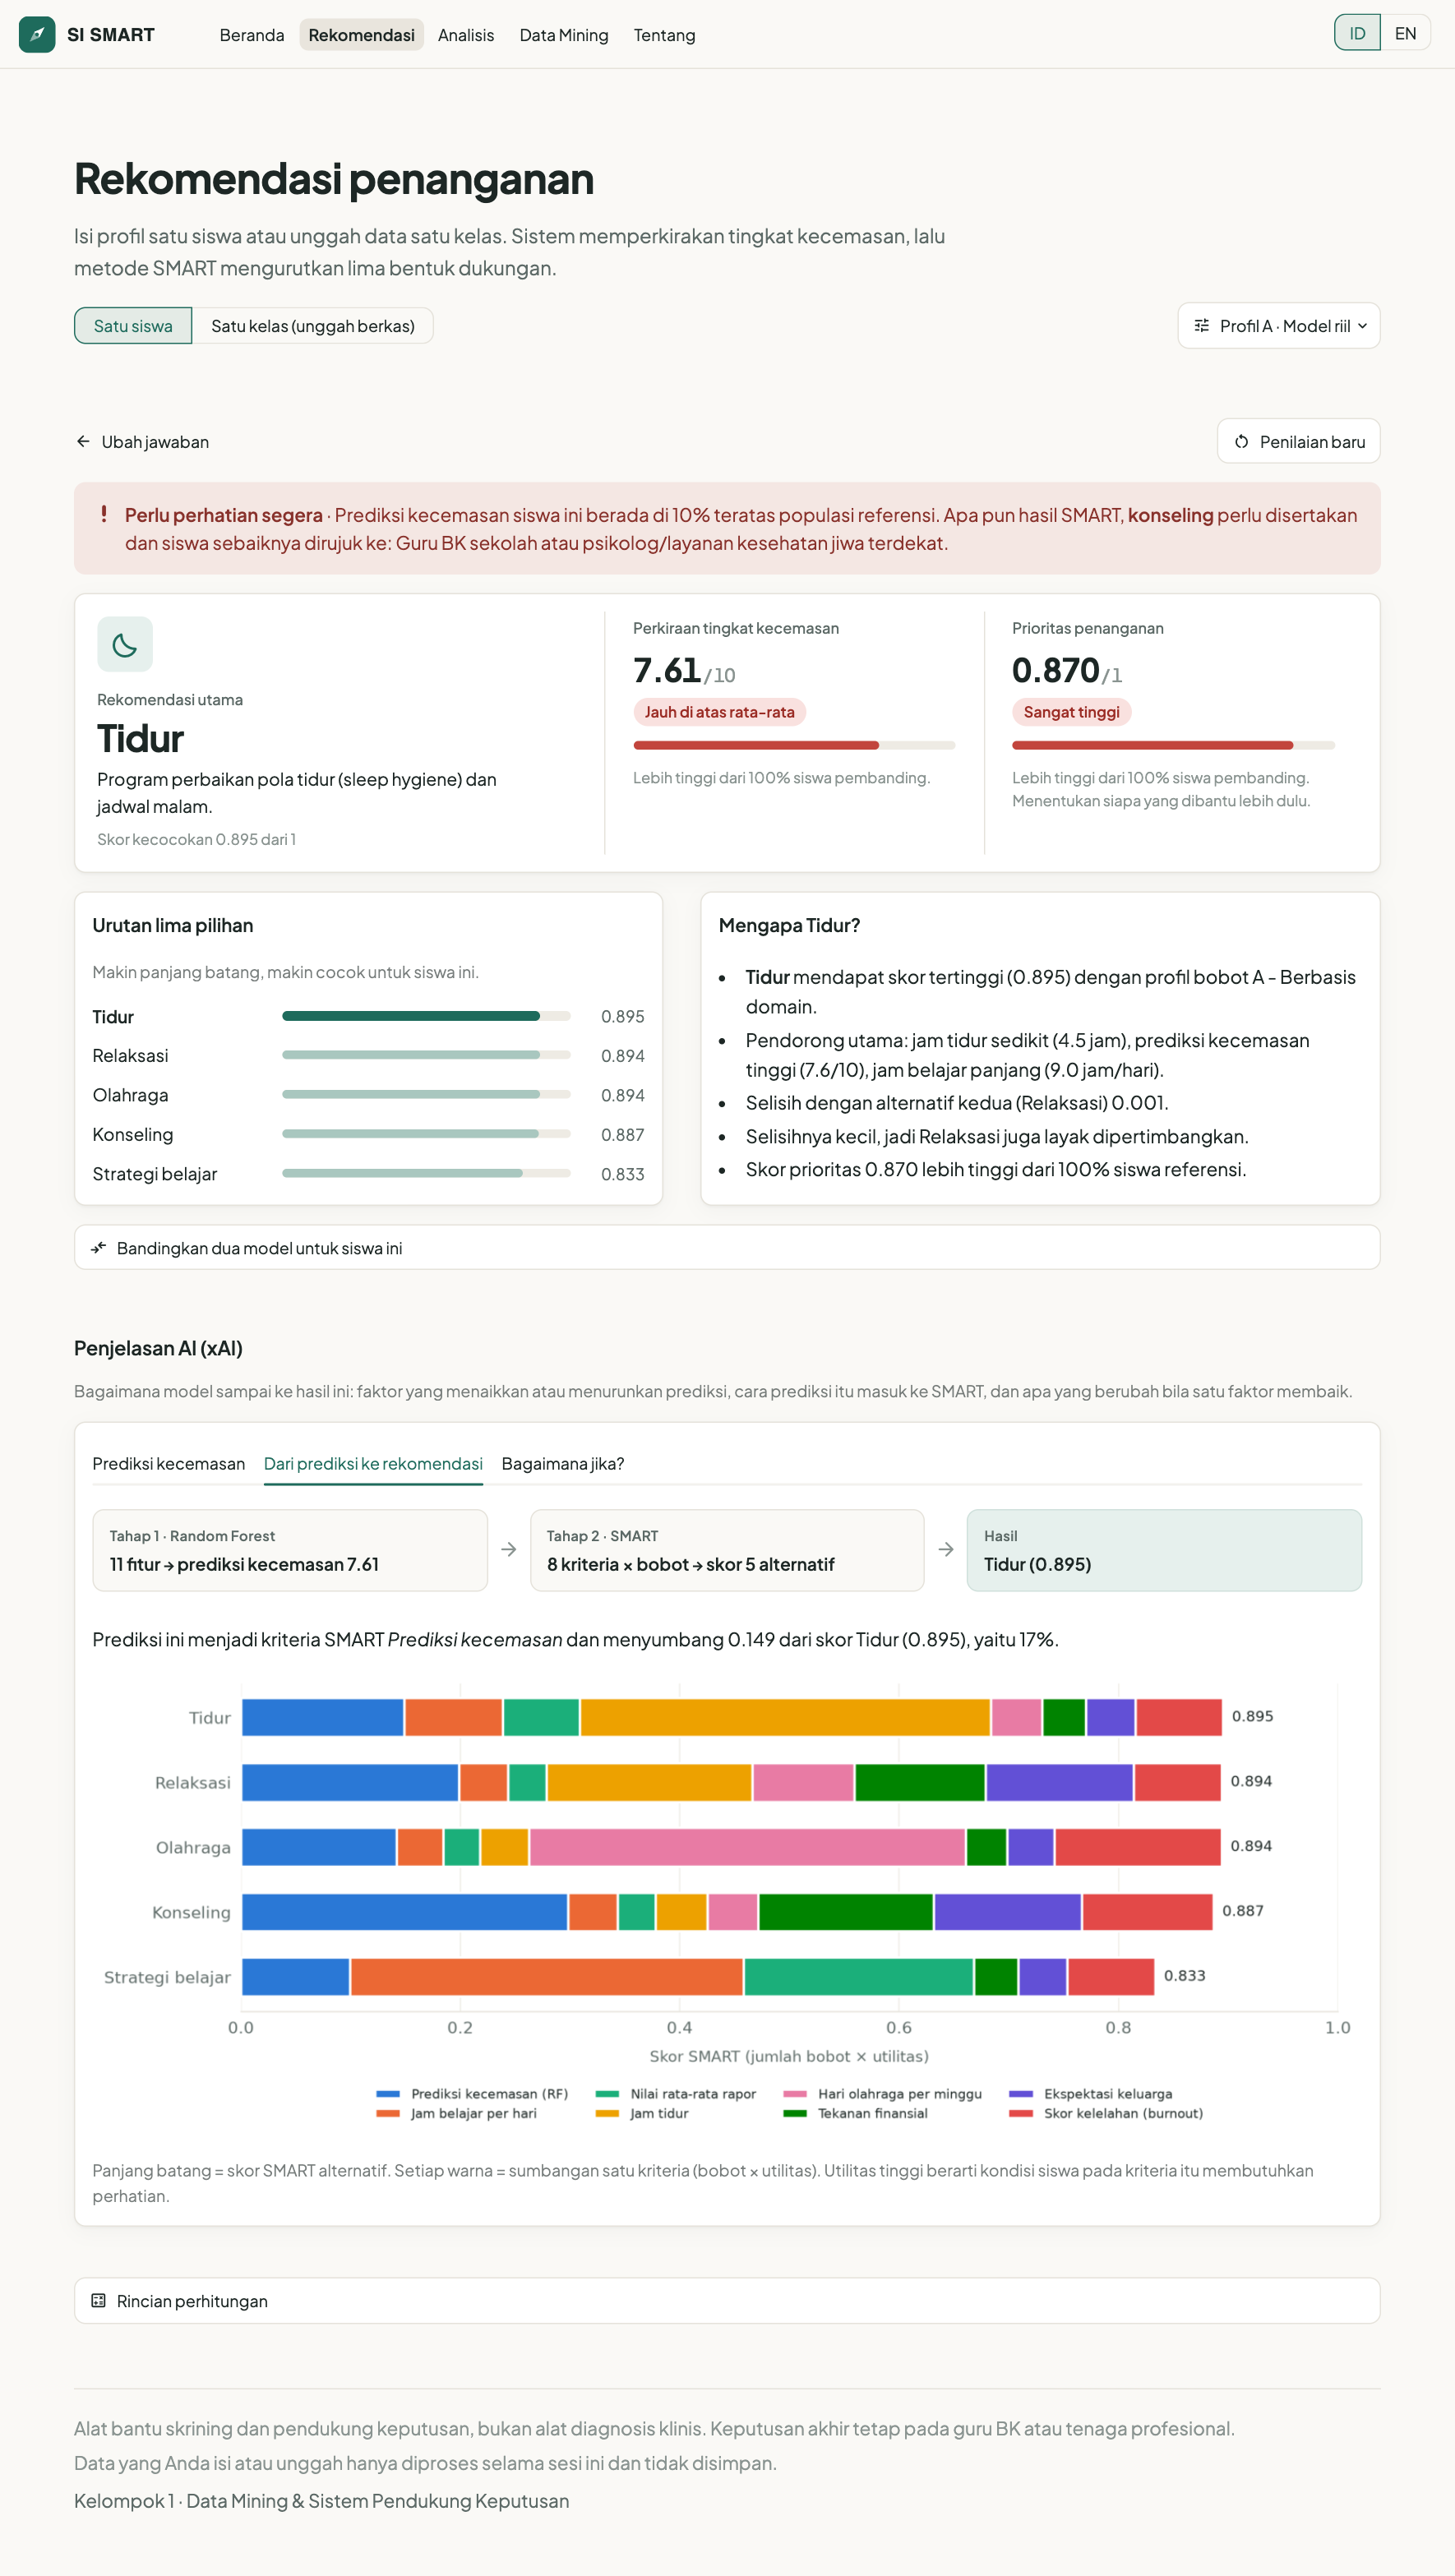 SI SMART
Beranda
Rekomendasi
Analisis
Data Mining
Tentang
ID
EN
Rekomendasi penanganan
Isi profil satu siswa atau unggah data satu kelas. Sistem memperkirakan tingkat kecemasan, lalu
metode SMART mengurutkan lima bentuk dukungan.
Satu siswa
Satu kelas (unggah berkas)
Profil A · Model riil
Ubah jawaban
Penilaian baru
Perlu perhatian segera · Prediksi kecemasan siswa ini berada di 10% teratas populasi referensi. Apa pun hasil SMART, konseling perlu disertakan
dan siswa sebaiknya dirujuk ke: Guru BK sekolah atau psikolog/layanan kesehatan jiwa terdekat.
Rekomendasi utama
Tidur
Program perbaikan pola tidur (sleep hygiene) dan
jadwal malam.
Skor kecocokan 0.895 dari 1
Perkiraan tingkat kecemasan
7.61/10
Jauh di atas rata-rata
Lebih tinggi dari 100% siswa pembanding.
Prioritas penanganan
0.870/1
Sangat tinggi
Lebih tinggi dari 100% siswa pembanding.
Menentukan siapa yang dibantu lebih dulu.
Urutan lima pilihan
Makin panjang batang, makin cocok untuk siswa ini.
Tidur 0.895
Relaksasi 0.894
Olahraga 0.894
Konseling 0.887
Strategi belajar 0.833
Mengapa Tidur?
• Tidur mendapat skor tertinggi (0.895) dengan profil bobot A - Berbasis
domain.
• Pendorong utama: jam tidur sedikit (4.5 jam), prediksi kecemasan
tinggi (7.6/10), jam belajar panjang (9.0 jam/hari).
• Selisih dengan alternatif kedua (Relaksasi) 0.001.
• Selisihnya kecil, jadi Relaksasi juga layak dipertimbangkan.
• Skor prioritas 0.870 lebih tinggi dari 100% siswa referensi.
Bandingkan dua model untuk siswa ini
Penjelasan AI (xAI)
Bagaimana model sampai ke hasil ini: faktor yang menaikkan atau menurunkan prediksi, cara prediksi itu masuk ke SMART, dan apa yang berubah bila satu faktor membaik.
Prediksi kecemasan
Dari prediksi ke rekomendasi
Bagaimana jika?
Tahap 1 · Random Forest
11 fitur → prediksi kecemasan 7.61
→
Tahap 2 · SMART
8 kriteria × bobot → skor 5 alternatif
→
Hasil
Tidur (0.895)
Prediksi ini menjadi kriteria SMART Prediksi kecemasan dan menyumbang 0.149 dari skor Tidur (0.895), yaitu 17%.
Tidur 0.895
Relaksasi 0.894
Olahraga 0.894
Konseling 0.887
Strategi belajar 0.833
0.0 0.2 0.4 0.6 0.8 1.0
Skor SMART (jumlah bobot × utilitas)
Prediksi kecemasan (RF)
Nilai rata-rata rapor
Hari olahraga per minggu
Ekspektasi keluarga
Jam belajar per hari
Jam tidur
Tekanan finansial
Skor kelelahan (burnout)
Panjang batang = skor SMART alternatif. Setiap warna = sumbangan satu kriteria (bobot × utilitas). Utilitas tinggi berarti kondisi siswa pada kriteria itu membutuhkan
perhatian.
Rincian perhitungan
Alat bantu skrining dan pendukung keputusan, bukan alat diagnosis klinis. Keputusan akhir tetap pada guru BK atau tenaga profesional.
Data yang Anda isi atau unggah hanya diproses selama sesi ini dan tidak disimpan.
Kelompok 1 · Data Mining & Sistem Pendukung Keputusan